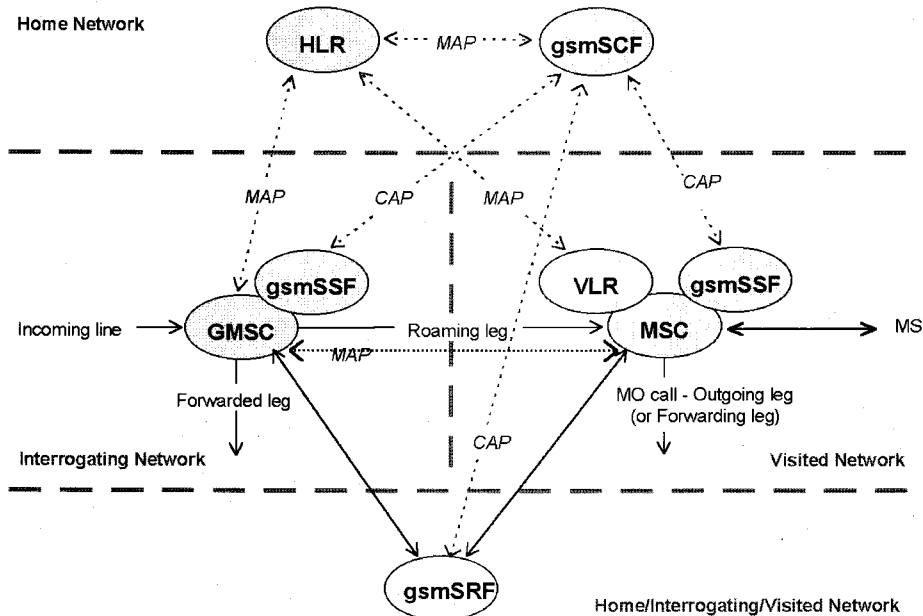 Home Network
HLR
MAP
gsmSCF
MAP
CAP
MAP
CAP
gsmSSF
VLR
gsmSSF
Incoming line
GMSC
Roaming leg
MSC
MS
MAP
Forwarded leg
MO call - Outgoing leg
(or Forwarding leg)
CAP
Interrogating Network
Visited Network
gsmSRF
Home/Interrogating/Visited Network